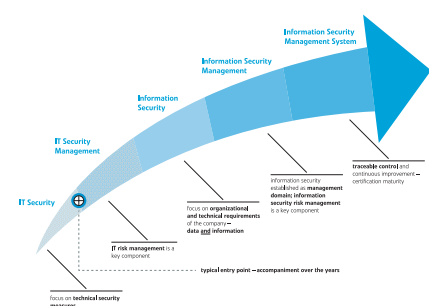 Information Security
Management System
Information Security
Management
Information
Security
IT Security
Management
IT Security
traceable control and
continuous improvement –
certification maturity
information security
established as management
domain; information
security risk management
is a key component
focus on organizational
and technical requirements
of the company –
data and information
IT risk management is a
key component
typical entry point – accompaniment over the years
focus on technical security
measures